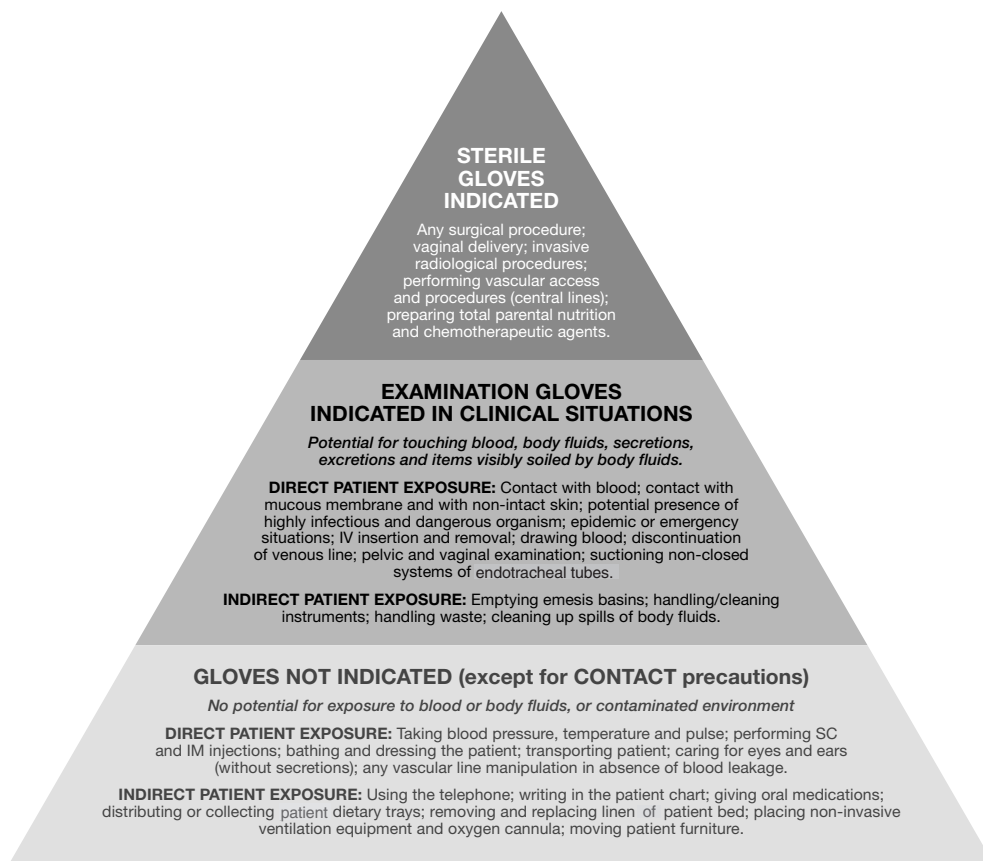 STERILE
GLOVES
INDICATED
Any surgical procedure;
vaginal delivery; invasive
radiological procedures;
performing vascular access
and procedures (central lines);
preparing total parental nutrition
and chemotherapeutic agents.
EXAMINATION GLOVES
INDICATED IN CLINICAL SITUATIONS
Potential for touching blood, body fluids, secretions,
excretions and items visibly soiled by body fluids.
DIRECT PATIENT EXPOSURE: Contact with blood; contact with
mucous membrane and with non-intact skin; potential presence of
highly infectious and dangerous organism; epidemic or emergency
situations; IV insertion and removal; drawing blood; discontinuation
of venous line; pelvic and vaginal examination; suctioning non-closed
systems of endotracheal tubes.
INDIRECT PATIENT EXPOSURE: Emptying emesis basins; handling/cleaning
instruments; handling waste; cleaning up spills of body fluids.
GLOVES NOT INDICATED (except for CONTACT precautions)
No potential for exposure to blood or body fluids, or contaminated environment
DIRECT PATIENT EXPOSURE: Taking blood pressure, temperature and pulse; performing SC
and IM injections; bathing and dressing the patient; transporting patient; caring for eyes and ears
(without secretions); any vascular line manipulation in absence of blood leakage.
INDIRECT PATIENT EXPOSURE: Using the telephone; writing in the patient chart; giving oral medications;
distributing or collecting patient dietary trays; removing and replacing linen of patient bed; placing non-invasive
ventilation equipment and oxygen cannula; moving patient furniture.